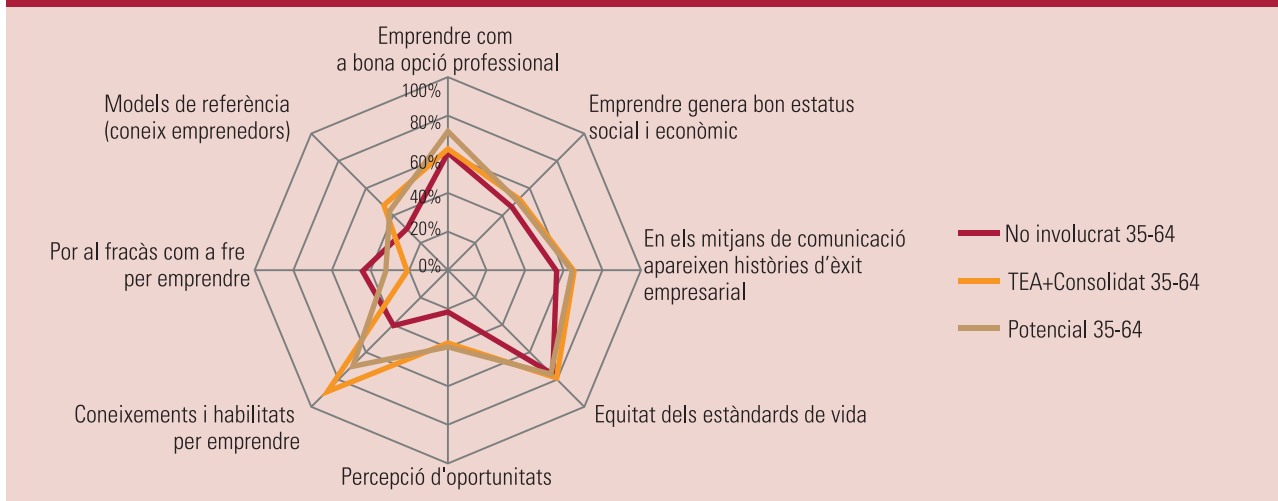 Emprendre com
a bona opció professional
100%
80%
60%
40%
20%
0%
Emprendre genera bon estatus
social i econòmic
En els mitjans de comunicació
apareixen històries d'èxit
empresarial
Equitat dels estàndards de vida
Percepció d'oportunitats
Coneixements i habilitats
per emprendre
Por al fracàs com a fre
per emprendre
Models de referència
(coneix emprenedors)
No involucrat 35-64
TEA+Consolidat 35-64
Potencial 35-64